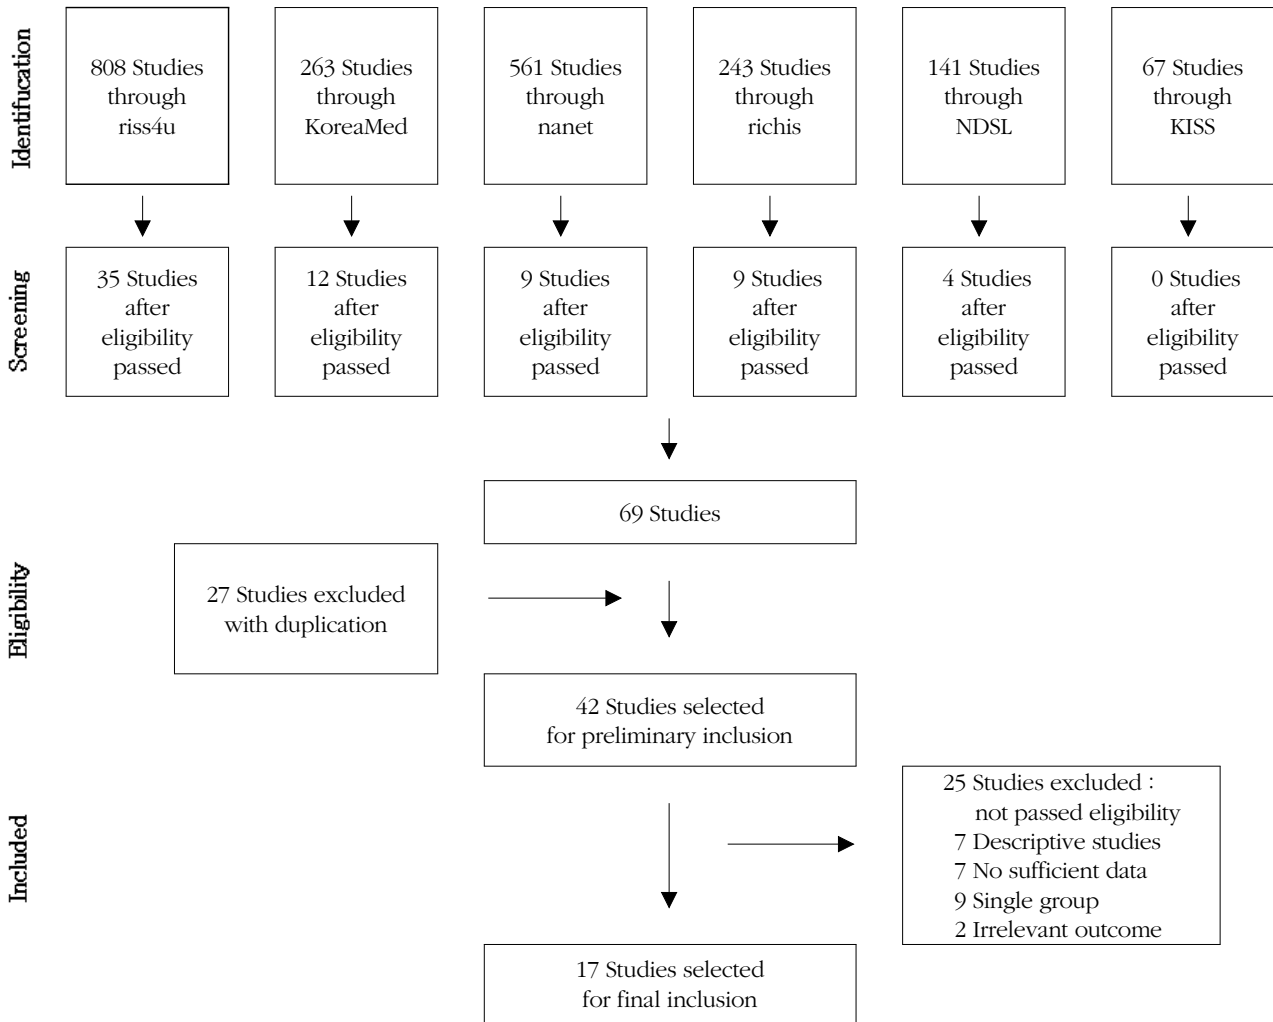 Identifucation
808 Studies
through
riss4u
263 Studies
through
KoreaMed
561 Studies
through
nanet
243 Studies
through
richis
141 Studies
through
NDSL
67 Studies
through
KISS
Screening
35 Studies
after
eligibility
passed
12 Studies
after
eligibility
passed
9 Studies
after
eligibility
passed
9 Studies
after
eligibility
passed
4 Studies
after
eligibility
passed
0 Studies
after
eligibility
passed
69 Studies
Eligibility
27 Studies excluded
with duplication
42 Studies selected
for preliminary inclusion
Included
25 Studies excluded :
not passed eligibility
7 Descriptive studies
7 No sufficient data
9 Single group
2 Irrelevant outcome
17 Studies selected
for final inclusion